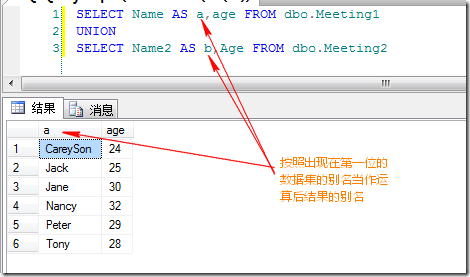 1 SELECT Name AS a,age FROM dbo.Meeting1
2 UNION
3 SELECT Name2 AS b,Age FROM dbo.Meeting2
结果 消息
a age
1 CareySon 24
2 Jack 25
3 Jane 30
4 Nancy 32
5 Peter 29
6 Tony 28
按照出现在第一位的
数据集的别名当作运
算后结果的别名